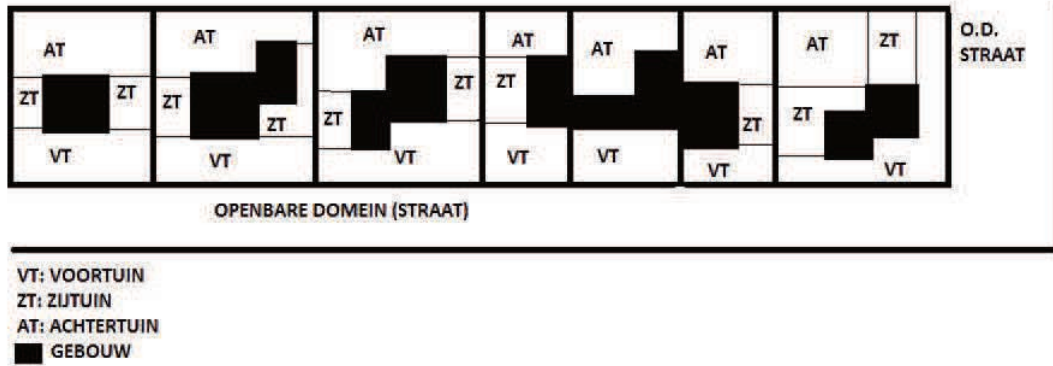 AT
AT
AT
AT
AT
AT
AT
ZT
O.D.
STRAAT
ZT
ZT
ZT
ZT
ZT
ZT
ZT
ZT
ZT
ZT
VT
VT
VT
VT
VT
VT
VT
OPENBARE DOMEIN (STRAAT)
VT: VOORTUIN
ZT: ZIJTUIN
AT: ACHTERTUIN
GEBOUW